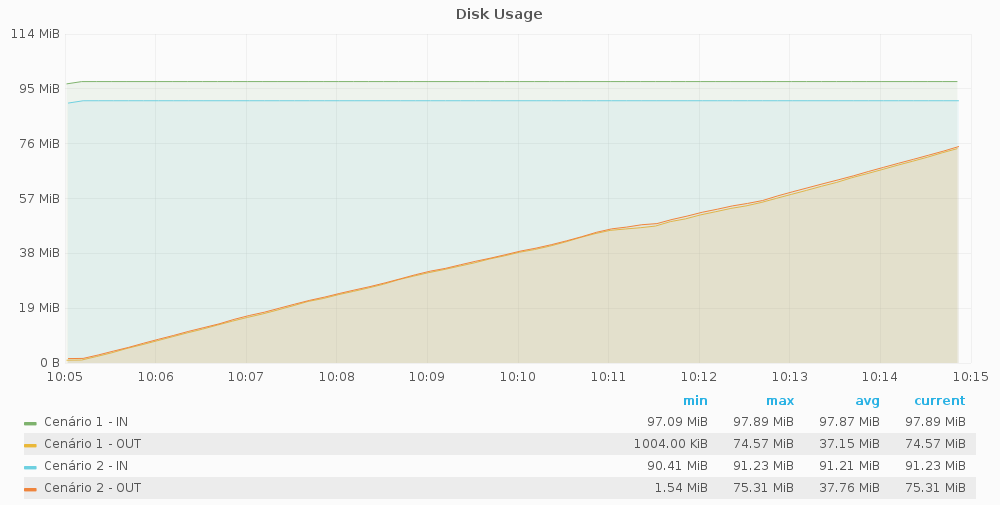 Disk Usage
114 MiB
95 MiB
76 MiB
57 MiB
38 MiB
19 MiB
0 B
10:05 10:06 10:07 10:08 10:09 10:10 10:11 10:12 10:13 10:14 10:15
min max avg current
Cenário 1 - IN 97.09 MiB 97.89 MiB 97.87 MiB 97.89 MiB
Cenário 1 - OUT 1004.00 KiB 74.57 MiB 37.15 MiB 74.57 MiB
Cenário 2 - IN 90.41 MiB 91.23 MiB 91.21 MiB 91.23 MiB
Cenário 2 - OUT 1.54 MiB 75.31 MiB 37.76 MiB 75.31 MiB